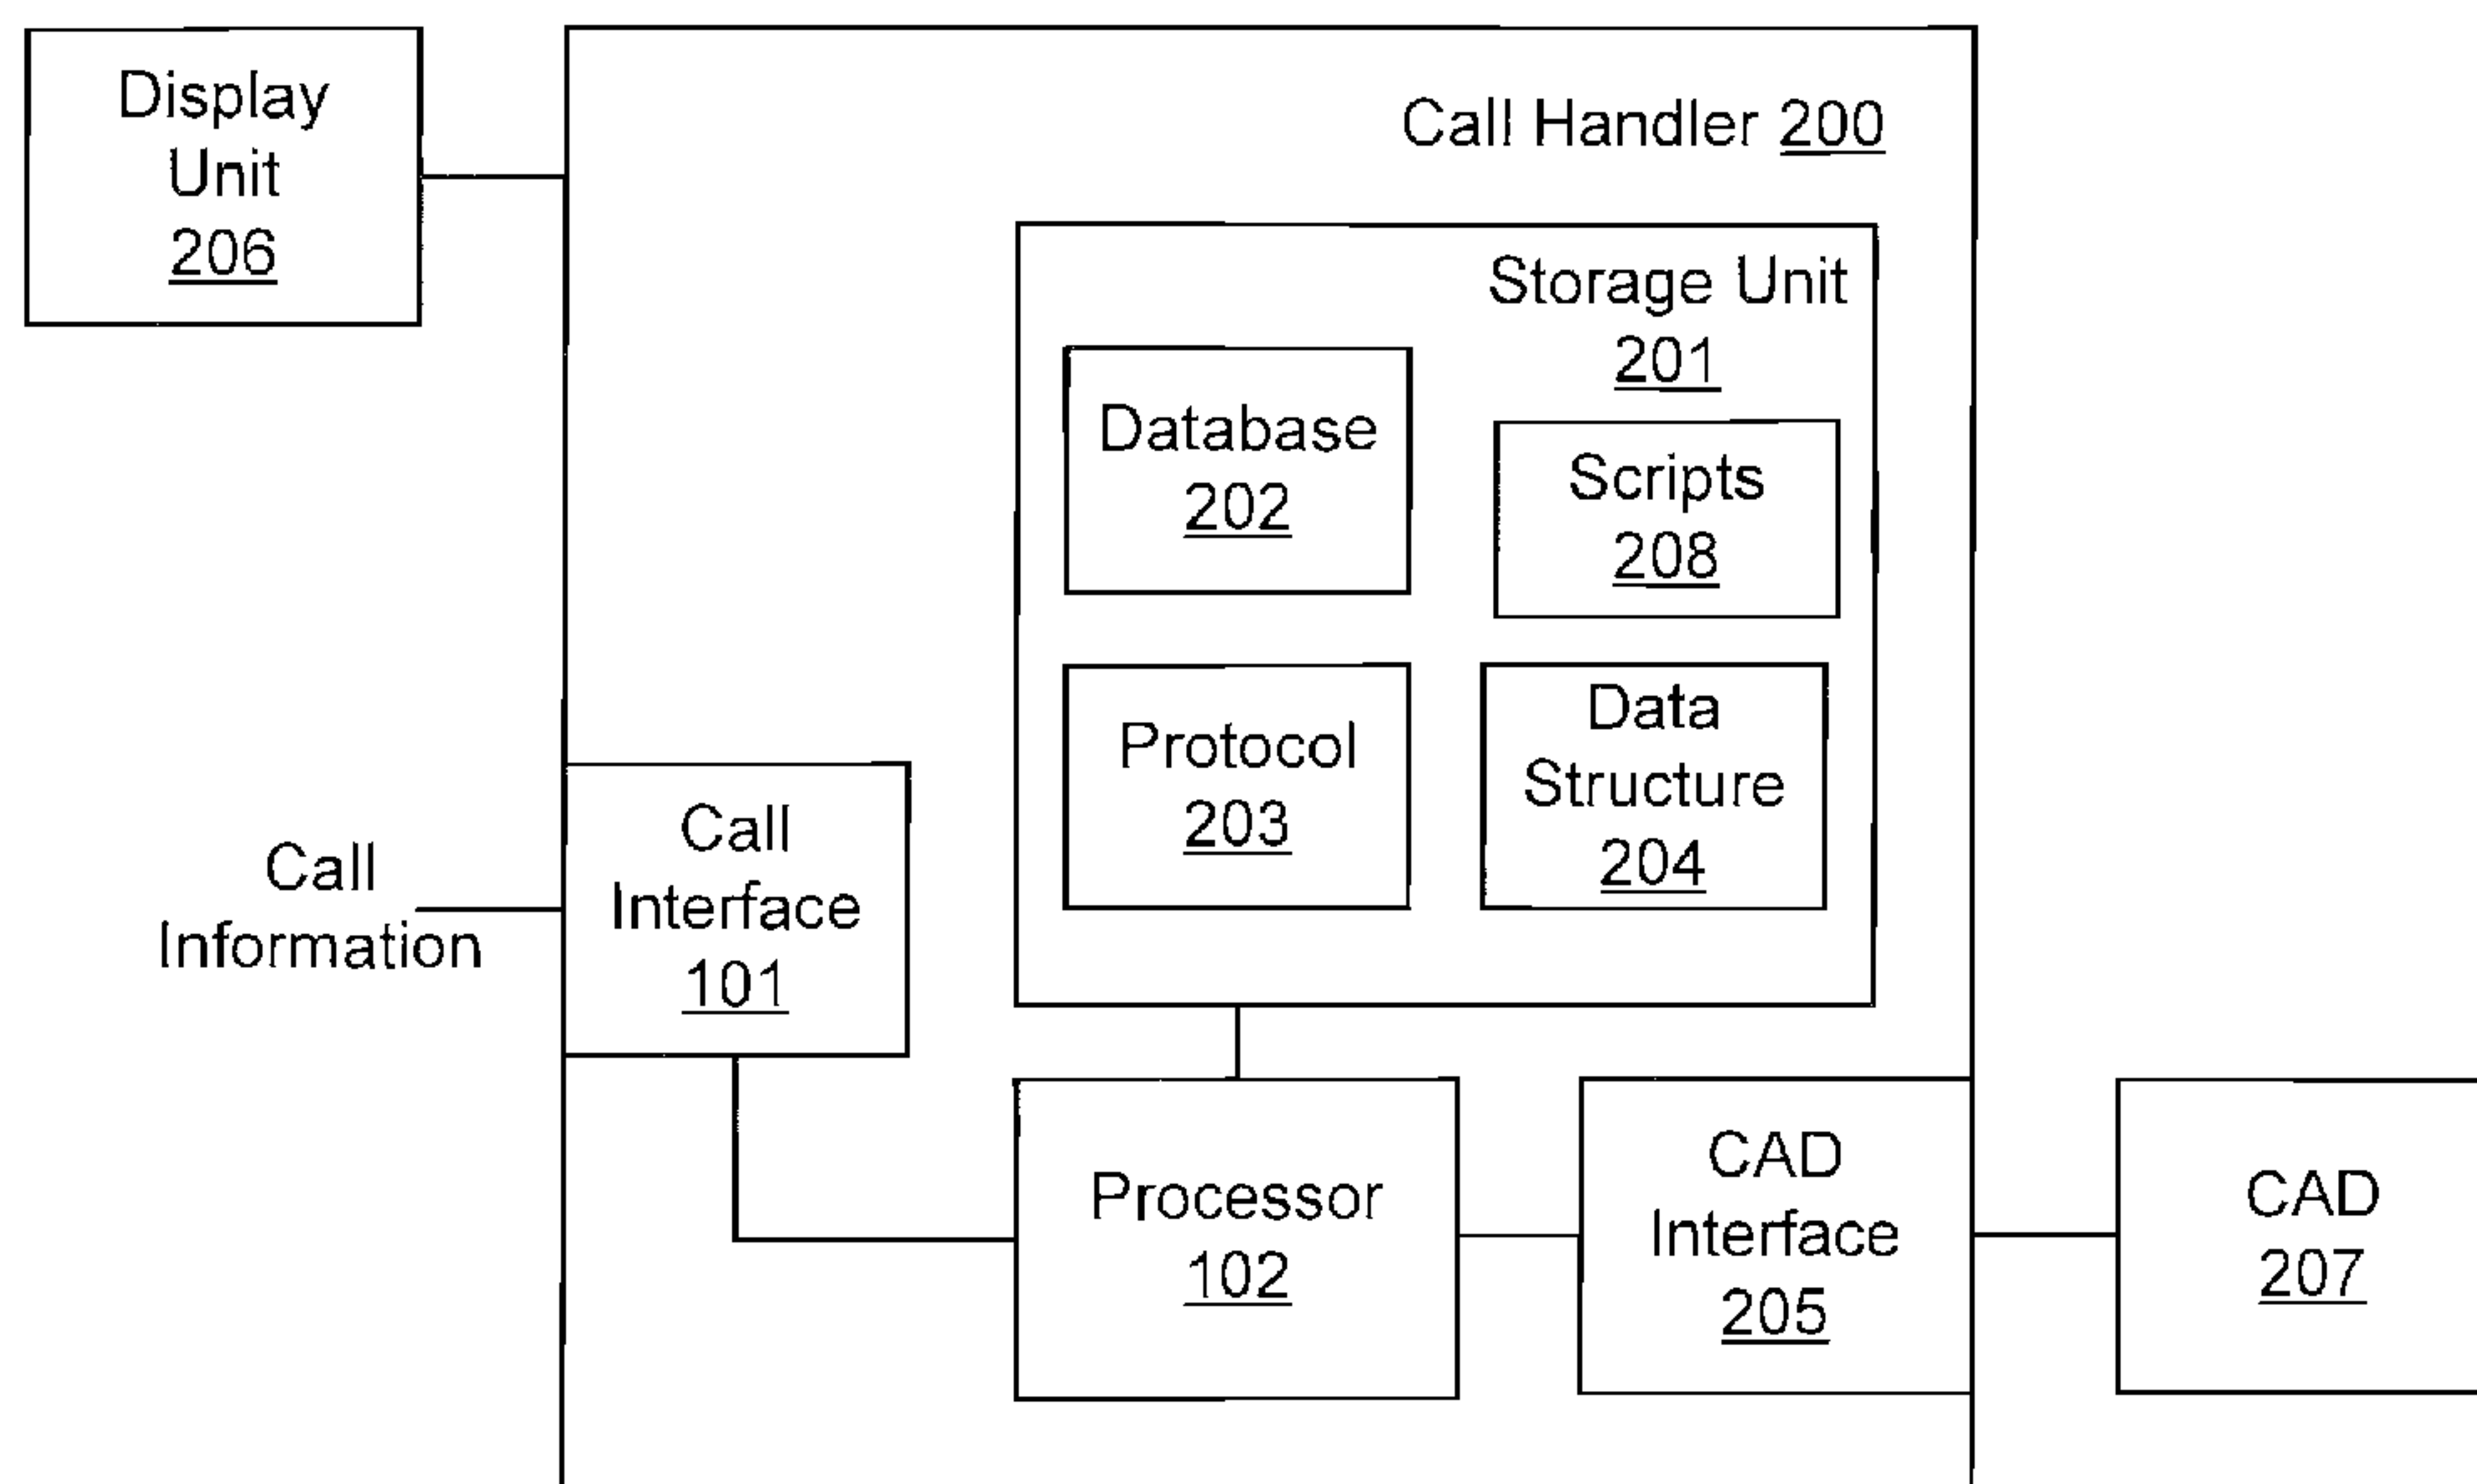 Display
Unit
206
Call Handler 200
Storage Unit
201
Database
202
Scripts
208
Protocol
203
Data
Structure
204
Call
Information
Call
Interface
101
Processor
102
CAD
Interface
205
CAD
207